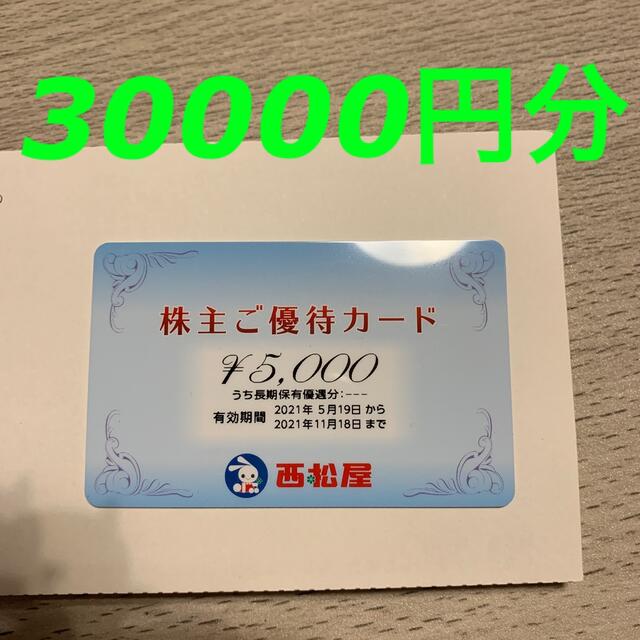 30000円分
株主ご優待カード
¥5,000
うち長期保有優遇分:---
有効期間
2021年 5月19日 から
2021年11月18日 まで
西松屋